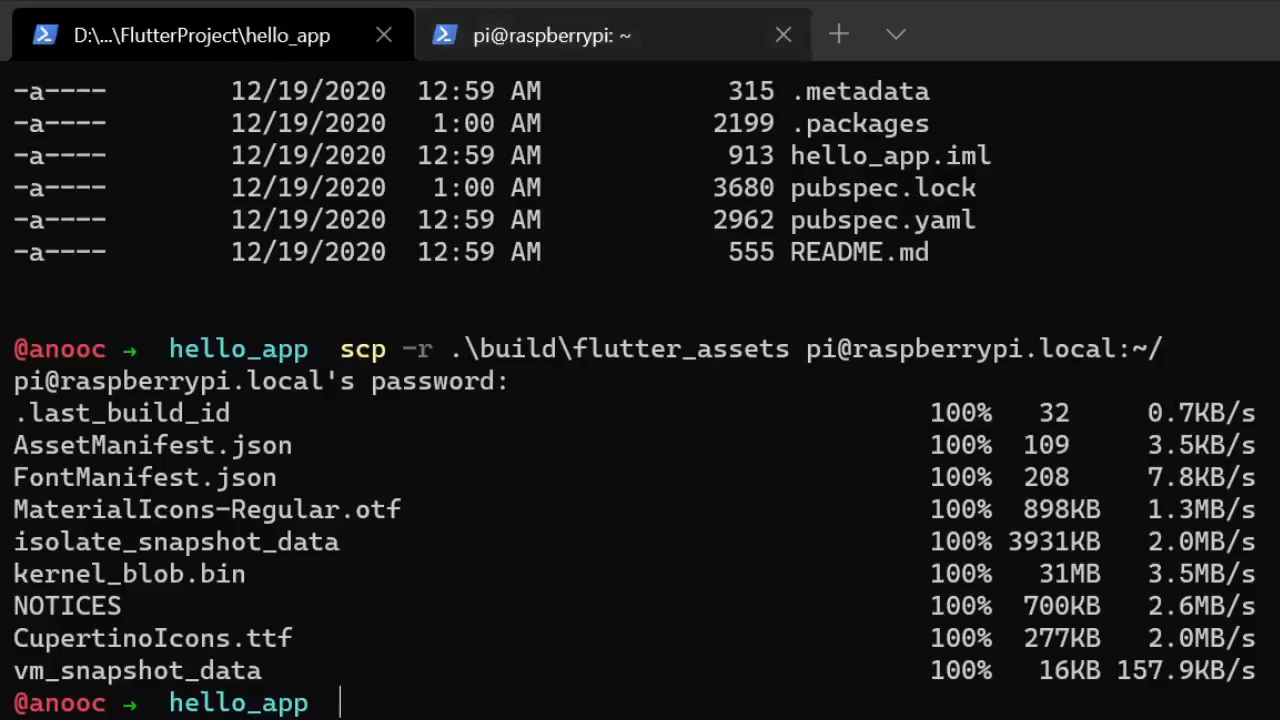 D:\...\FlutterProject\hello_app pi@raspberrypi: ~
-a---- 12/19/2020 12:59 AM 315 .metadata
-a---- 12/19/2020 1:00 AM 2199 .packages
-a---- 12/19/2020 12:59 AM 913 hello_app.iml
-a---- 12/19/2020 1:00 AM 3680 pubspec.lock
-a---- 12/19/2020 12:59 AM 2962 pubspec.yaml
-a---- 12/19/2020 12:59 AM 555 README.md
@anooc → hello_app scp -r .\build\flutter_assets pi@raspberrypi.local:~/
pi@raspberrypi.local's password:
.last_build_id 100% 32 0.7KB/s
AssetManifest.json 100% 109 3.5KB/s
FontManifest.json 100% 208 7.8KB/s
MaterialIcons-Regular.otf 100% 898KB 1.3MB/s
isolate_snapshot_data 100% 3931KB 2.0MB/s
kernel_blob.bin 100% 31MB 3.5MB/s
NOTICES 100% 700KB 2.6MB/s
CupertinoIcons.ttf 100% 277KB 2.0MB/s
vm_snapshot_data 100% 16KB 157.9KB/s
@anooc → hello_app